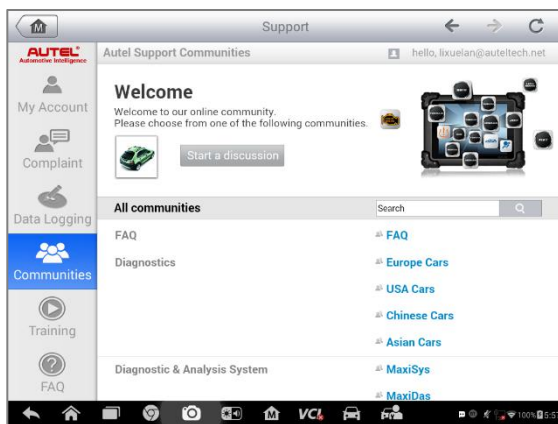 M
Support
AUTEL
Automotive Intelligence
Autel Support Communities
hello, lixuelan@auteltech.net
My Account
Complaint
Data Logging
Communities
Training
FAQ
Welcome
Welcome to our online community.
Please choose from one of the following communities.
Start a discussion
All communities
Search
FAQ
FAQ
Diagnostics
Europe Cars
USA Cars
Chinese Cars
Asian Cars
Diagnostic & Analysis System
MaxiSys
MaxiDas
M
VCI
100%
5:57